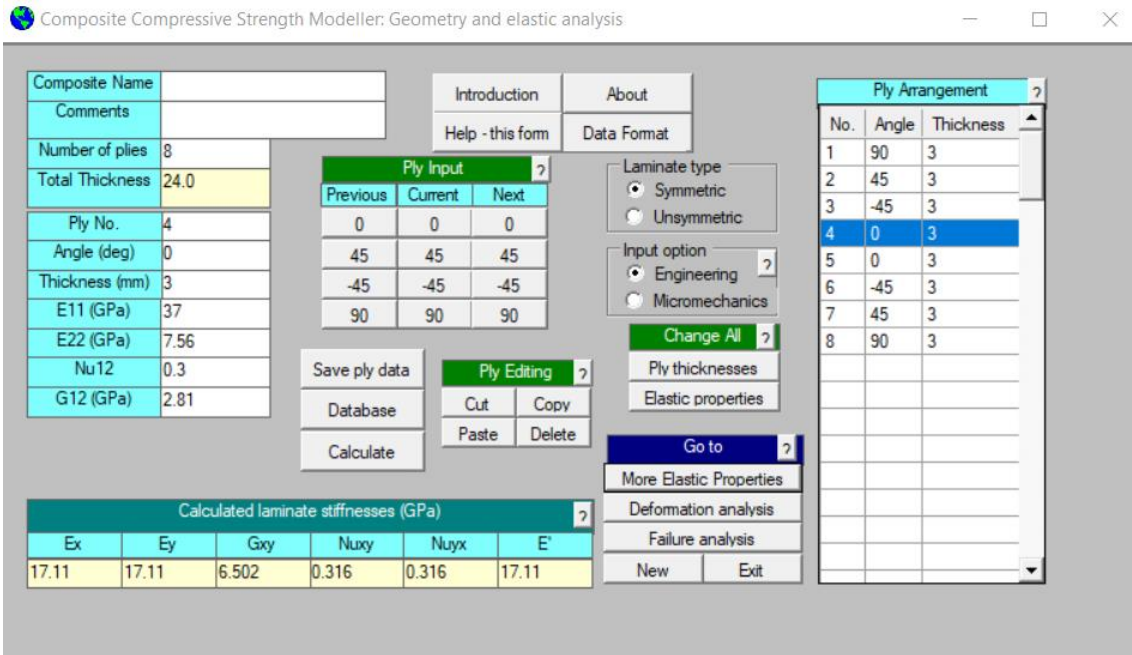 Composite Compressive Strength Modeller: Geometry and elastic analysis
Composite Name
Comments
Number of plies 8
Total Thickness 24.0
Ply No. 4
Angle (deg) 0
Thickness (mm) 3
E11 (GPa) 37
E22 (GPa) 7.56
Nu12 0.3
G12 (GPa) 2.81
Introduction About
Help - this form Data Format
Ply Input ?
Previous Current Next
0 0 0
45 45 45
-45 -45 -45
90 90 90
Laminate type
Symmetric
Unsymmetric
Input option
Engineering ?
Micromechanics
Change All ?
Ply thicknesses
Elastic properties
Save ply data
Database
Calculate
Ply Editing ?
Cut Copy
Paste Delete
Go to ?
More Elastic Properties
Deformation analysis
Failure analysis
New Exit
Calculated laminate stiffnesses (GPa) ?
Ex Ey Gxy Nuxy Nuyx E'
17.11 17.11 6.502 0.316 0.316 17.11
Ply Arrangement ?
No. Angle Thickness
1 90 3
2 45 3
3 -45 3
4 0 3
5 0 3
6 -45 3
7 45 3
8 90 3